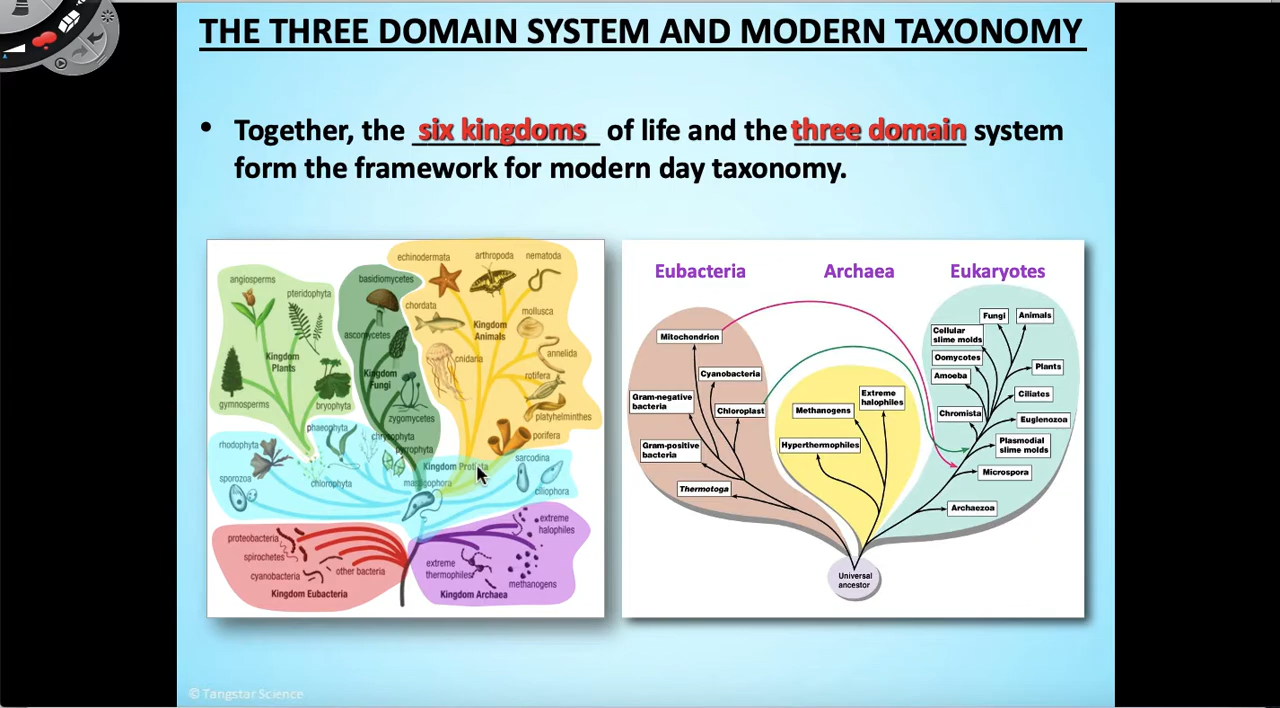 THE THREE DOMAIN SYSTEM AND MODERN TAXONOMY
• Together, the six kingdoms of life and the three domain system
form the framework for modern day taxonomy.
echinodermata
arthropoda
nematoda
angiosperms
pteridophyta
basidiomycetes
chordata
mollusca
Kingdom
Animals
ascomycetes
cnidaria
annelida
Kingdom
Plants
Kingdom
Fungi
rotifera
gymnosperms
bryophyta
zygomycetes
platyhelminthes
phaeophyta
chrysophyta
porifera
rhodophyta
pyrrophyta
Kingdom Protista
sarcodina
sporozoa
chlorophyta
mastigophora
ciliophora
proteobacteria
spirochetes
cyanobacteria
other bacteria
Kingdom Eubacteria
extreme
halophiles
extreme
thermophiles
methanogens
Kingdom Archaea
Eubacteria
Archaea
Eukaryotes
Mitochondrion
Cyanobacteria
Gram-negative
bacteria
Chloroplast
Gram-positive
bacteria
Thermotoga
Extreme
halophiles
Methanogens
Hyperthermophiles
Fungi
Animals
Cellular
slime molds
Oomycetes
Plants
Amoeba
Ciliates
Chromista
Euglenozoa
Plasmodial
slime molds
Microspora
Archaezoa
Universal
ancestor
© Tangstar Science